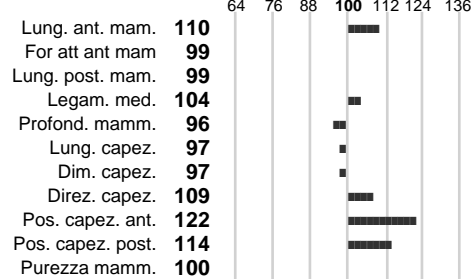 64 76 88 100 112 124 136
Lung. ant. mam. 110
For att ant mam 99
Lung. post. mam. 99
Legam. med. 104
Profond. mamm. 96
Lung. capez. 97
Dim. capez. 97
Direz. capez. 109
Pos. capez. ant. 122
Pos. capez. post. 114
Purezza mamm. 100